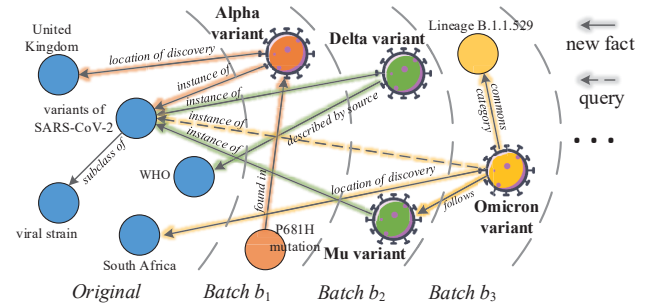 Alpha
variant
Lineage B.1.1.529
United
Kingdom
Delta variant
new fact
location of discovery
instance of
query
variants of
SARS-CoV-2
instance of
instance of
instance of
described by source
commons
category
subclass of
WHO
found in
location of discovery
follows
Omicron
variant
viral strain
South Africa
P681H
mutation
Mu variant
Original
Batch b1
Batch b2
Batch b3